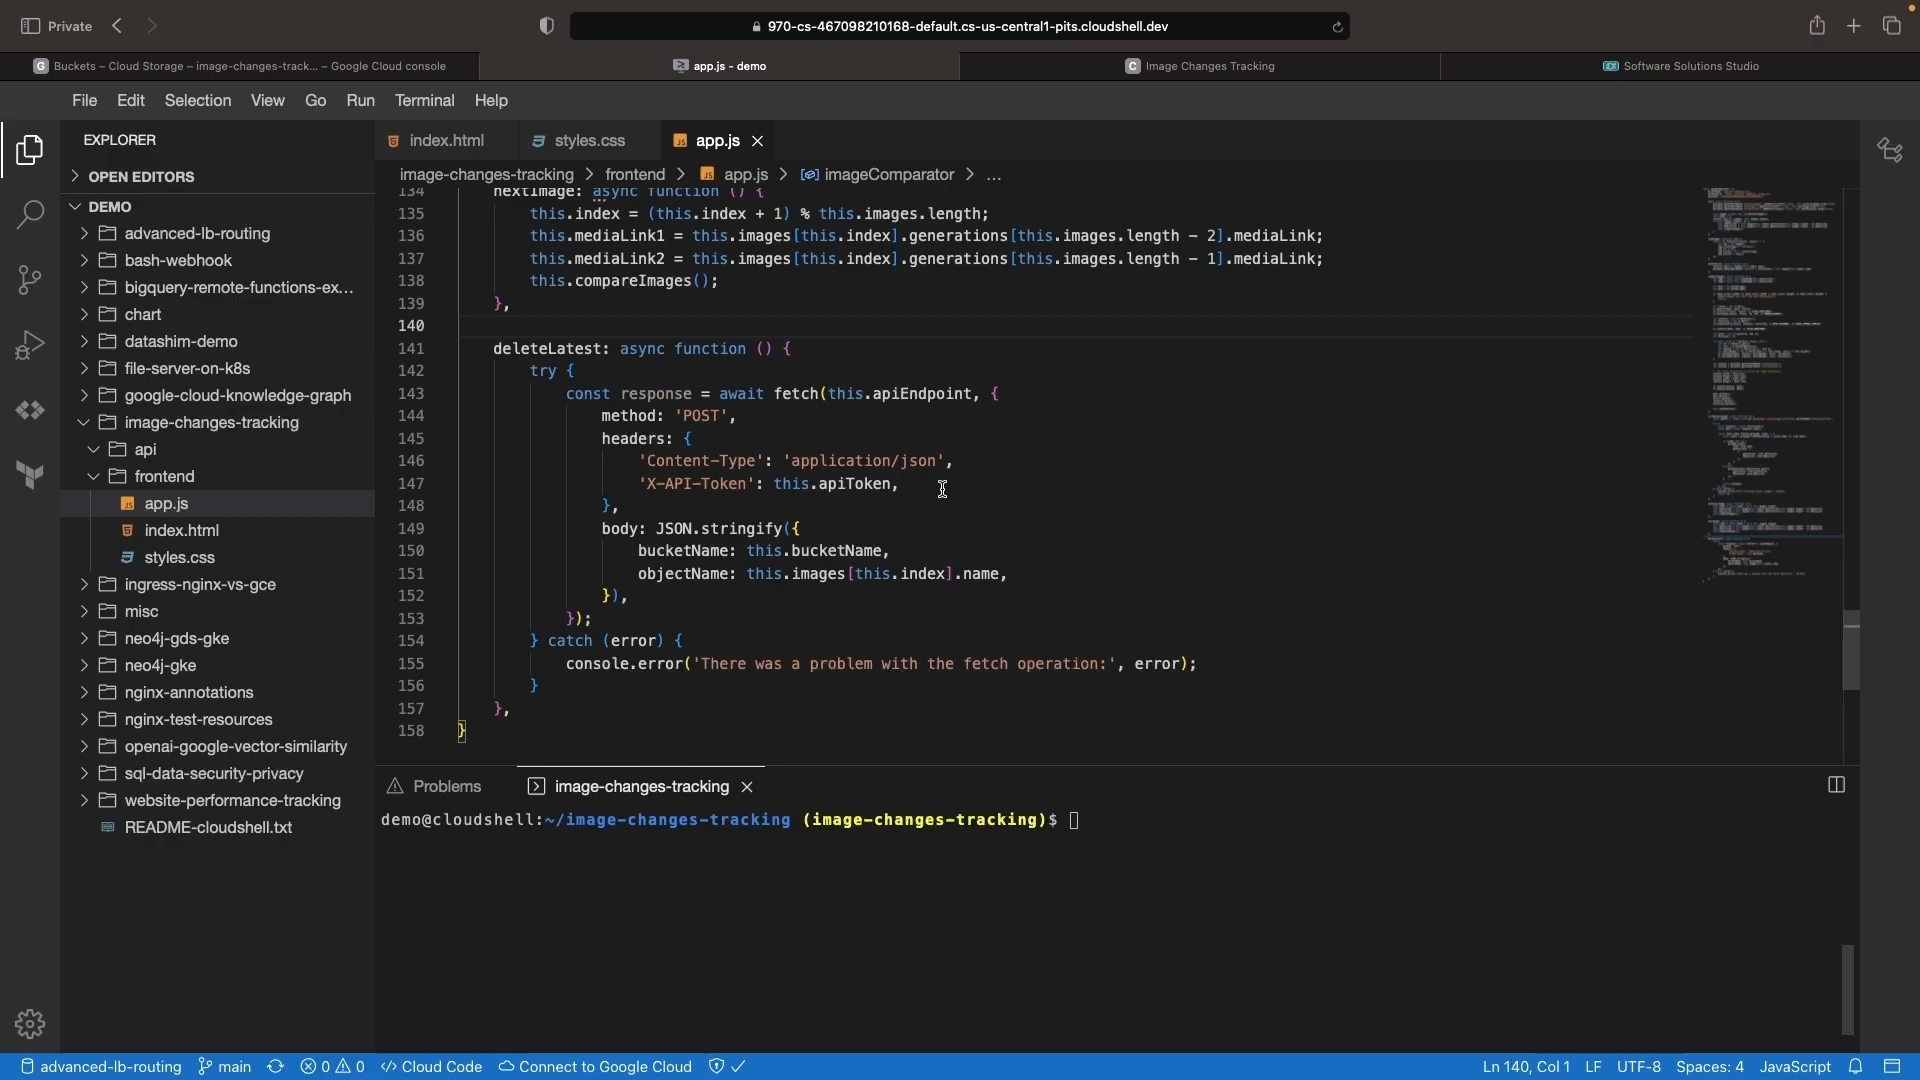 Private
970-cs-467098210168-default.cs-us-central1-pits.cloudshell.dev
Buckets – Cloud Storage – image-changes-track... – Google Cloud console
app.js - demo
Image Changes Tracking
Software Solutions Studio
File Edit Selection View Go Run Terminal Help
EXPLORER
OPEN EDITORS
DEMO
advanced-lb-routing
bash-webhook
bigquery-remote-functions-ex...
chart
datashim-demo
file-server-on-k8s
google-cloud-knowledge-graph
image-changes-tracking
api
frontend
app.js
index.html
styles.css
ingress-nginx-vs-gce
misc
neo4j-gds-gke
neo4j-gke
nginx-annotations
nginx-test-resources
openai-google-vector-similarity
sql-data-security-privacy
website-performance-tracking
README-cloudshell.txt
index.html
styles.css
app.js
image-changes-tracking > frontend > app.js > imageComparator > ...
134 nextImage: async function () {
135 this.index = (this.index + 1) % this.images.length;
136 this.mediaLink1 = this.images[this.index].generations[this.images.length - 2].mediaLink;
137 this.mediaLink2 = this.images[this.index].generations[this.images.length - 1].mediaLink;
138 this.compareImages();
139 },
140
141 deleteLatest: async function () {
142 try {
143 const response = await fetch(this.apiEndpoint, {
144 method: 'POST',
145 headers: {
146 'Content-Type': 'application/json',
147 'X-API-Token': this.apiToken,
148 },
149 body: JSON.stringify({
150 bucketName: this.bucketName,
151 objectName: this.images[this.index].name,
152 }),
153 });
154 } catch (error) {
155 console.error('There was a problem with the fetch operation:', error);
156 }
157 },
158 }
Problems
image-changes-tracking
demo@cloudshell:~/image-changes-tracking (image-changes-tracking)$
advanced-lb-routing main 0 0 Cloud Code Connect to Google Cloud
Ln 140, Col 1 LF UTF-8 Spaces: 4 JavaScript